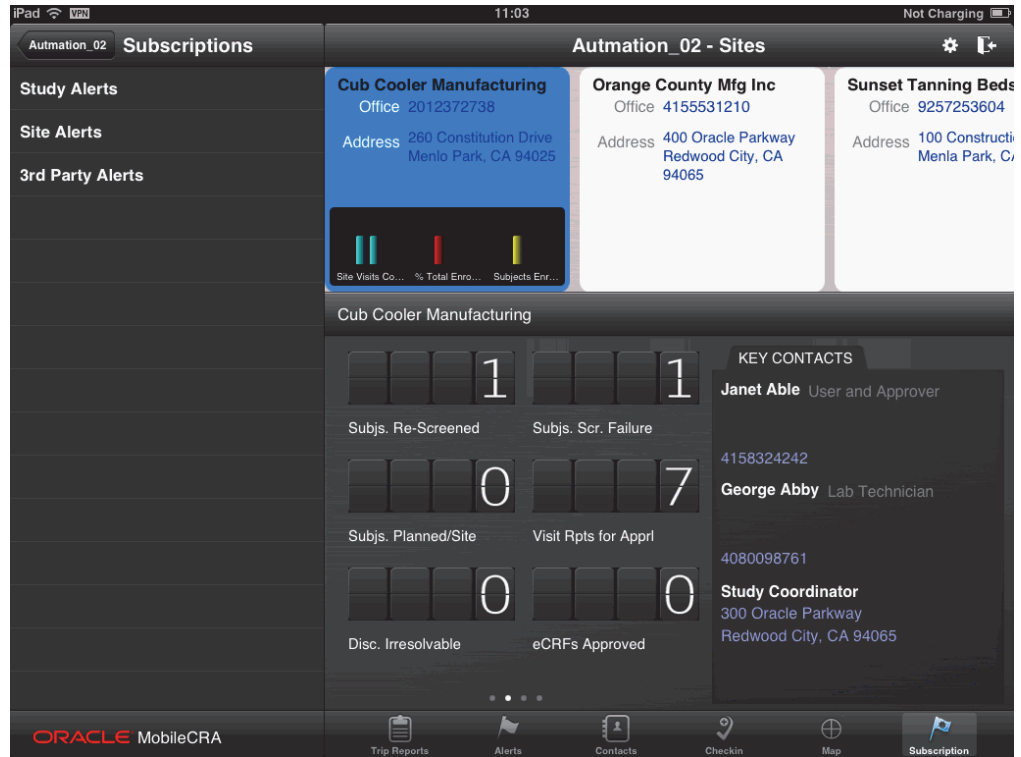 iPad VPN 11:03 Not Charging
Autmation_02 Subscriptions
Autmation_02 - Sites
Study Alerts
Site Alerts
3rd Party Alerts
Cub Cooler Manufacturing
Office 2012372738
Address 260 Constitution Drive
Menlo Park, CA 94025
Site Visits Co... % Total Enro... Subjects Enr...
Orange County Mfg Inc
Office 4155531210
Address 400 Oracle Parkway
Redwood City, CA
94065
Sunset Tanning Beds
Office 9257253604
Address 100 Constructi
Menla Park, CA
Cub Cooler Manufacturing
1
Subjs. Re-Screened
1
Subjs. Scr. Failure
0
Subjs. Planned/Site
7
Visit Rpts for Apprl
0
Disc. Irresolvable
0
eCRFs Approved
KEY CONTACTS
Janet Able User and Approver
4158324242
George Abby Lab Technician
4080098761
Study Coordinator
300 Oracle Parkway
Redwood City, CA 94065
ORACLE MobileCRA
Trip Reports Alerts Contacts Checkin Map Subscription